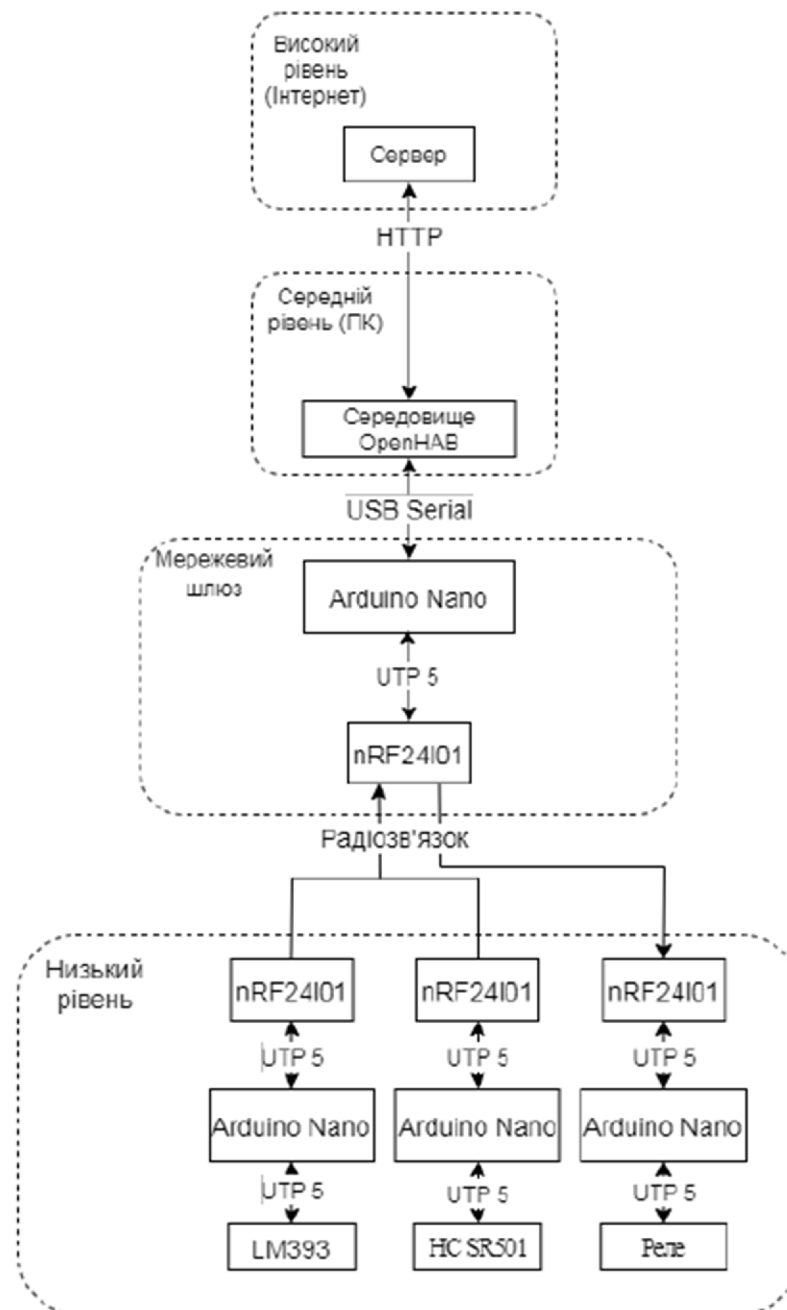 Високий
рівень
(Інтернет)
Сервер
HTTP
Середній
рівень (ПК)
Середовище
OpenHAB
USB Serial
Мережевий
шлюз
Arduino Nano
UTP 5
nRF24l01
Радіозв'язок
Низький
рівень
nRF24l01 nRF24l01 nRF24l01
UTP 5 UTP 5 UTP 5
Arduino Nano Arduino Nano Arduino Nano
UTP 5 UTP 5 UTP 5
LM393 HC SR501 Реле